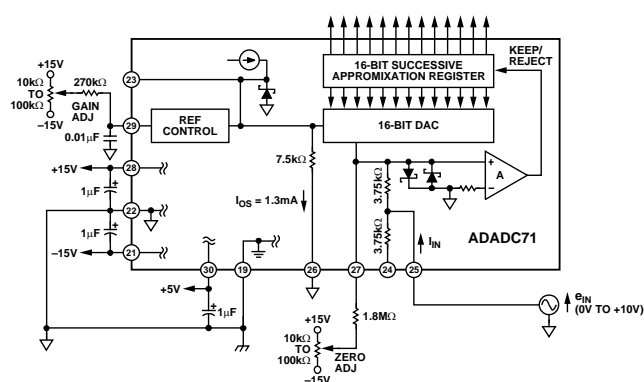 +15V
10kΩ
TO
100kΩ
–15V
270kΩ
GAIN
ADJ
0.01μF
23
29
REF
CONTROL
16-BIT SUCCESSIVE
APPROMIXATION REGISTER
KEEP/
REJECT
16-BIT DAC
7.5kΩ
IOS = 1.3mA
3.75kΩ
3.75kΩ
+
–
A
IIN
ADADC71
+15V
28
1μF
+
22
1μF
+
–15V
21
30
19
26
27
24
25
+5V
+
1μF
1.8MΩ
+15V
10kΩ
TO
100kΩ
–15V
ZERO
ADJ
eIN
(0V TO +10V)